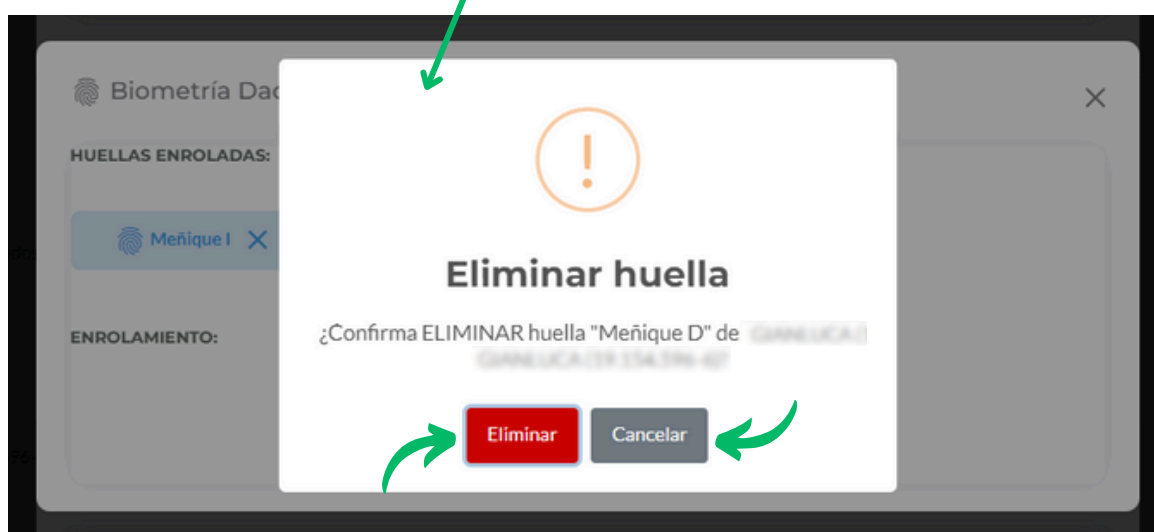 Biometría Dac
HUELLAS ENROLADAS:
Meñique I
ENROLAMIENTO:
Eliminar huella
¿Confirma ELIMINAR huella "Meñique D" de
Eliminar
Cancelar